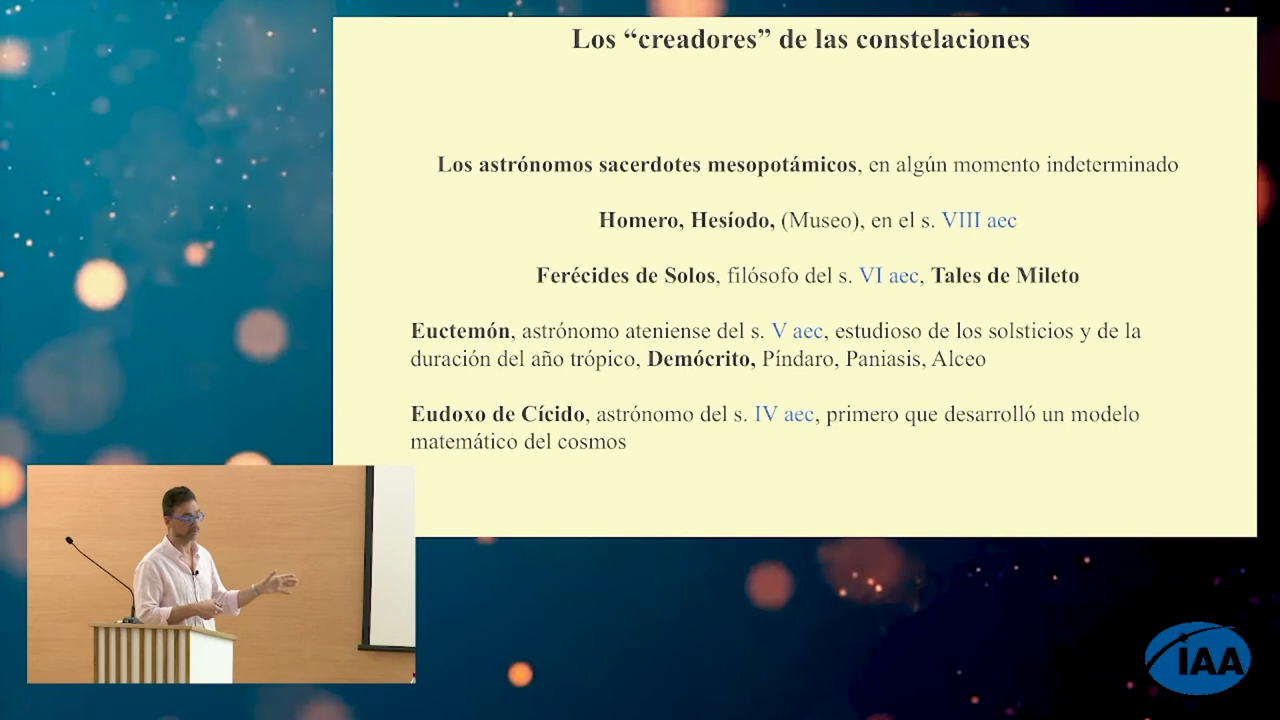 Los “creadores” de las constelaciones
Los astrónomos sacerdotes mesopotámicos, en algún momento indeterminado
Homero, Hesíodo, (Museo), en el s. VIII aec
Ferécides de Solos, filósofo del s. VI aec, Tales de Mileto
Euctemón, astrónomo ateniense del s. V aec, estudioso de los solsticios y de la
duración del año trópico, Demócrito, Píndaro, Paniasis, Alceo
Eudoxo de Cícido, astrónomo del s. IV aec, primero que desarrolló un modelo
matemático del cosmos
IAA